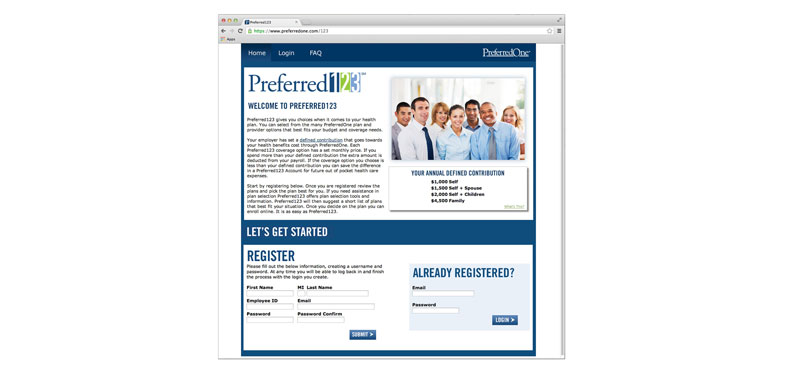 Preferred123
https://www.preferredone.com/123
Apps
Home Login FAQ
PreferredOne
Preferred123
WELCOME TO PREFERRED123
Preferred123 gives you choices when it comes to your health
plan. You can select from the many PreferredOne plan and
provider options that best fits your budget and coverage needs.
Your employer has set a defined contribution that goes towards
your health benefits cost through PreferredOne. Each
Preferred123 coverage option has a set monthly price. If you
spend more than your defined contribution the extra amount is
deducted from your payroll. If the coverage option you choose is
less than your defined contribution you can save the difference
in a Preferred123 Account for future out of pocket health care
expenses.
Start by registering below. Once you are registered review the
plans and pick the plan best for you. If you need assistance in
plan selection Preferred123 offers plan selection tools and
information. Preferred123 will then suggest a short list of plans
that best fit your situation. Once you decide on the plan you can
enroll online. It is as easy as Preferred123.
YOUR ANNUAL DEFINED CONTRIBUTION
$1,000 Self
$1,500 Self + Spouse
$2,000 Self + Children
$4,500 Family
What's This?
LET'S GET STARTED
REGISTER
Please fill out the below information, creating a username and
password. At any time you will be able to log back in and finish
the process with the login you create.
First Name MI Last Name
Employee ID Email
Password Password Confirm
SUBMIT >
ALREADY REGISTERED?
Email
Password
LOGIN >